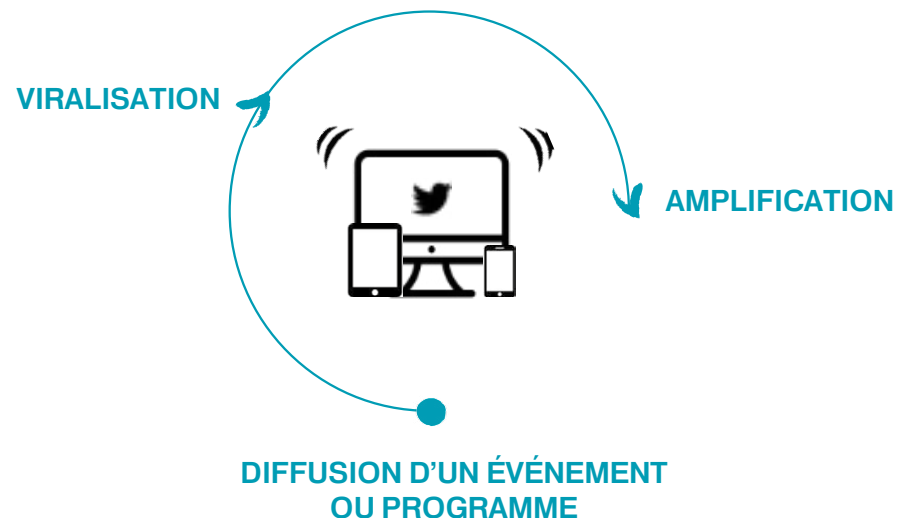 VIRALISATION
AMPLIFICATION
DIFFUSION D’UN ÉVÉNEMENT
OU PROGRAMME